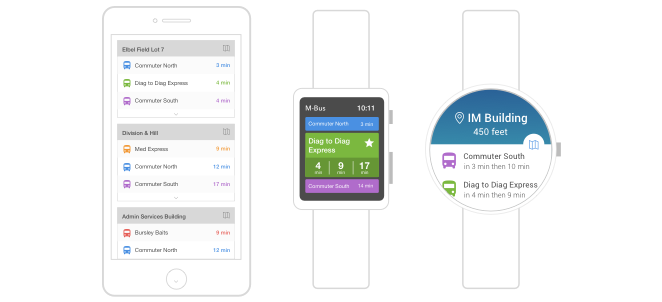 Elbel Field Lot 7
Commuter North 3 min
Diag to Diag Express 4 min
Commuter South 4 min
Division & Hill
Med Express 8 min
Commuter North 12 min
Commuter South 17 min
Admin Services Building
Bursley Baits 9 min
Commuter North 12 min
M-Bus 10:11
Commuter North 3 min
Diag to Diag
Express
4 9 17
min min min
Commuter South 14 min
IM Building
450 feet
Commuter South
in 3 min then 10 min
Diag to Diag Express
in 4 min then 9 min